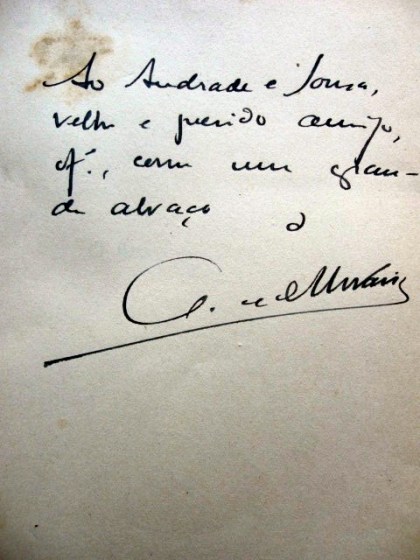 Ao Andrade e Sousa,
velho e querido amigo,
of., com um gran-
de abraço